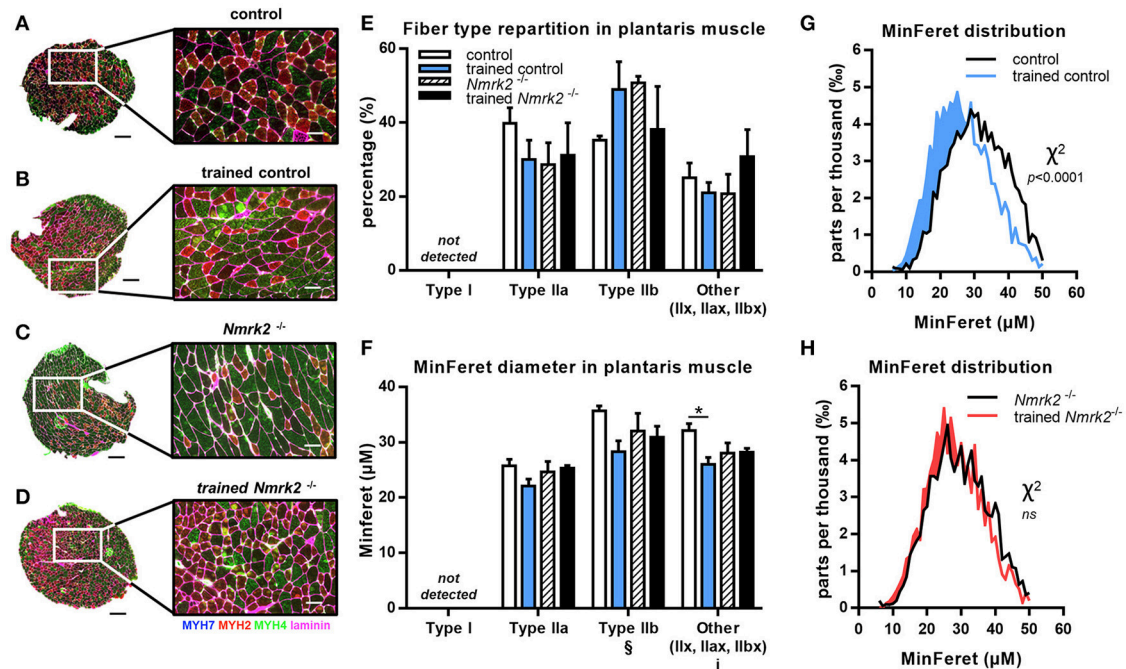 A
control
B
trained control
C
Nmrk2 -/-
D
trained Nmrk2 -/-
MYH7 MYH2 MYH4 laminin
E
Fiber type repartition in plantaris muscle
control
trained control
Nmrk2 -/-
trained Nmrk2 -/-
percentage (%)
60
40
20
0
not
detected
Type I
Type IIa
Type IIb
Other
(IIx, IIax, IIbx)
F
MinFeret diameter in plantaris muscle
Minferet (µM)
40
30
20
10
0
*
not
detected
Type I
Type IIa
Type IIb
§
Other
(IIx, IIax, IIbx)
G
MinFeret distribution
control
trained control
parts per thousand (‰)
6
5
4
3
2
1
0
χ2
p<0.0001
0 10 20 30 40 50 60
MinFeret (µM)
H
MinFeret distribution
Nmrk2 -/-
trained Nmrk2-/-
parts per thousand (‰)
6
5
4
3
2
1
0
χ2
ns
0 10 20 30 40 50 60
MinFeret (µM)